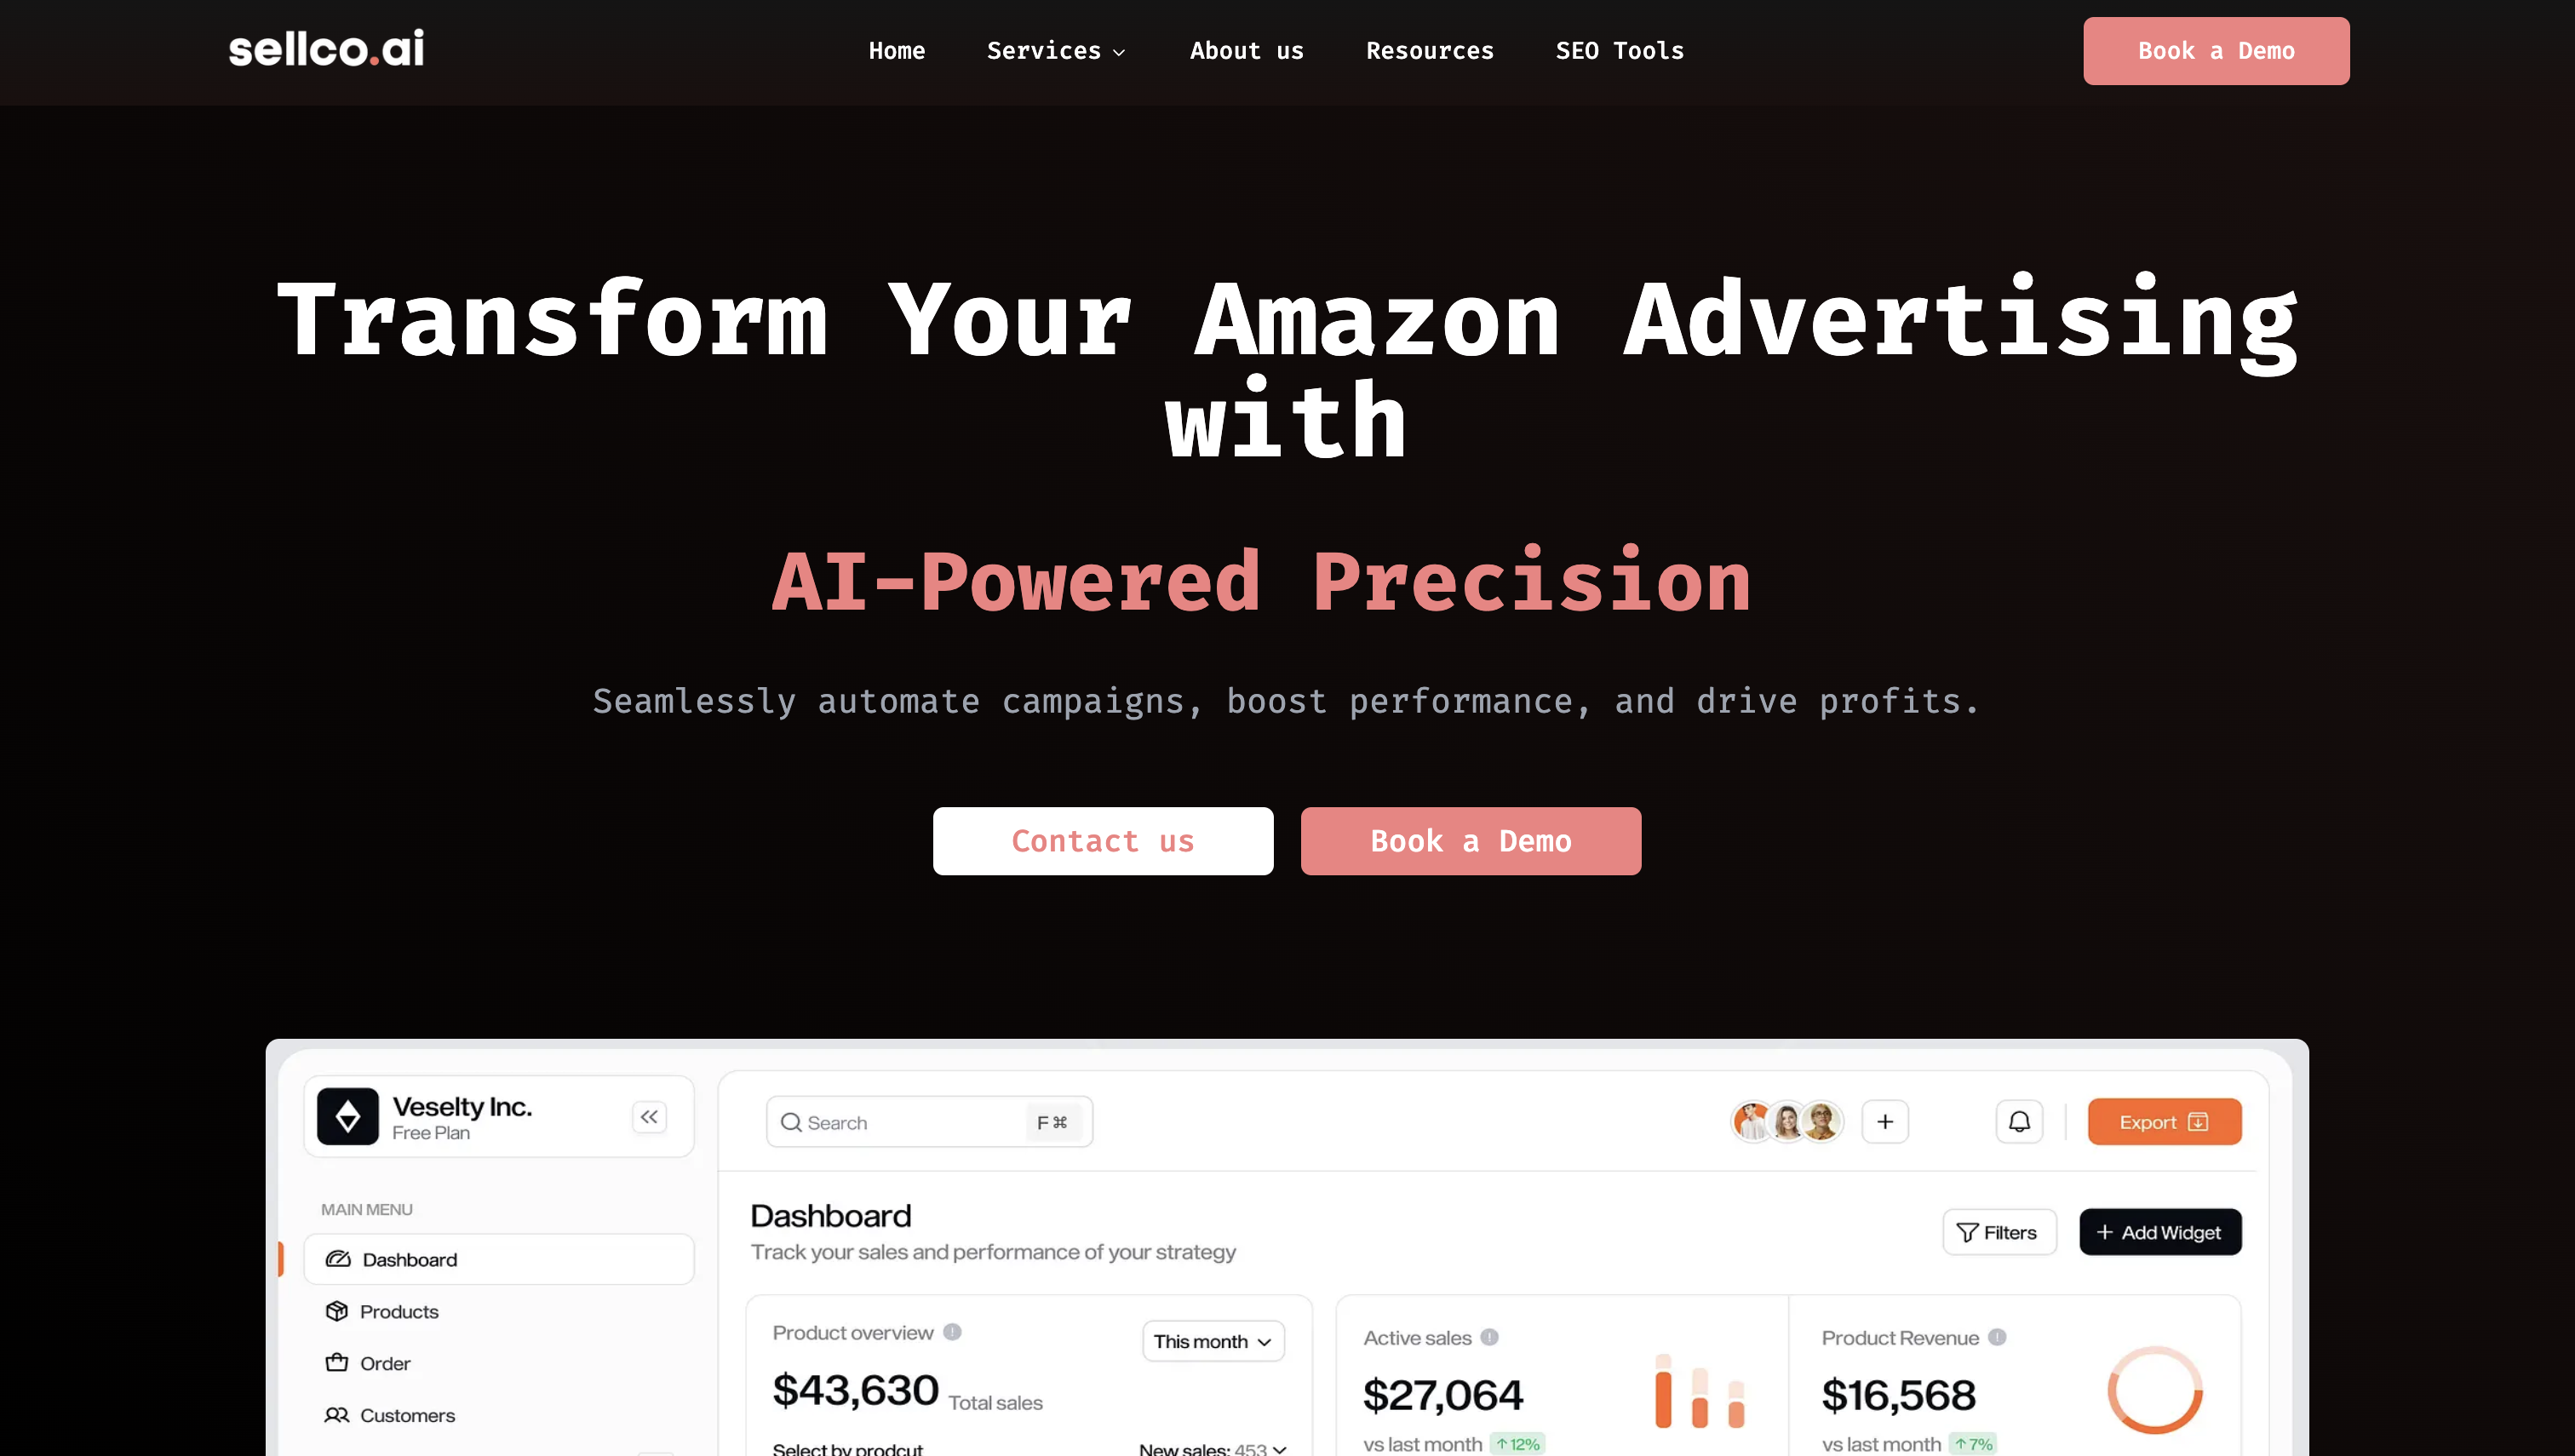 sellco.ai
Home
Services
About us
Resources
SEO Tools
Book a Demo
Transform Your Amazon Advertising
with
AI-Powered Precision
Seamlessly automate campaigns, boost performance, and drive profits.
Contact us
Book a Demo
Veselty Inc.
Free Plan
MAIN MENU
Dashboard
Products
Order
Customers
Search
F ⌘
Export
Dashboard
Track your sales and performance of your strategy
Filters
+ Add Widget
Product overview
This month
$43,630 Total sales
Select by prodcut
New sales: 453
Active sales
$27,064
vs last month ↑12%
Product Revenue
$16,568
vs last month ↑7%